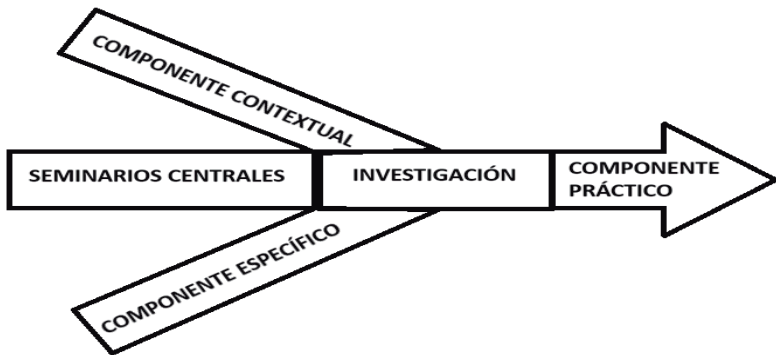 COMPONENTE CONTEXTUAL
SEMINARIOS CENTRALES
INVESTIGACIÓN
COMPONENTE
PRÁCTICO
COMPONENTE ESPECÍFICO